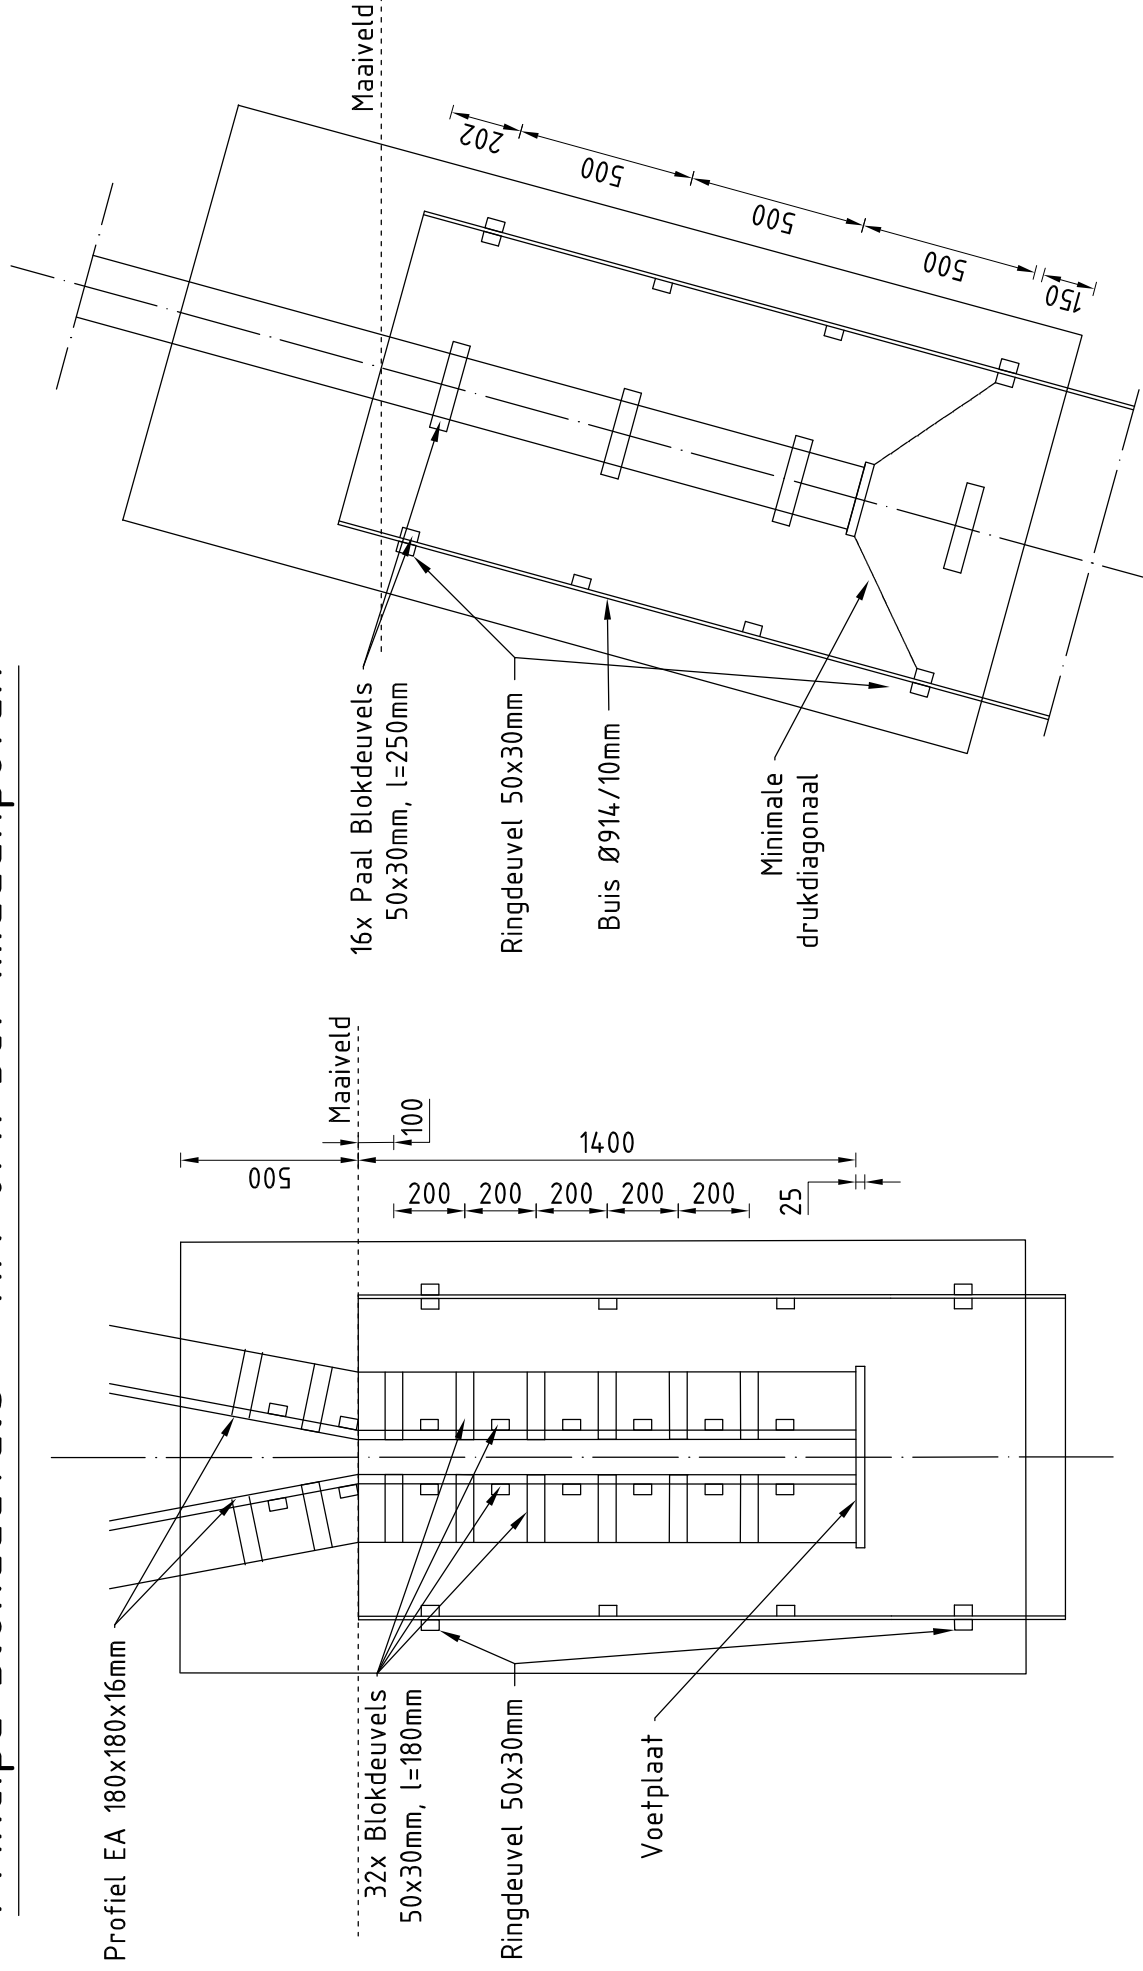 Profiel EA 180x180x16mm
32x Blokdeuvels
50x30mm, l=180mm
Ringdeuvel 50x30mm
Voetplaat
Maaiveld
500
100
1400
200
200
200
200
200
25
16x Paal Blokdeuvels
50x30mm, l=250mm
Ringdeuvel 50x30mm
Buis Ø914/10mm
Minimale
drukdiagonaal
Maaiveld
202
500
500
500
150